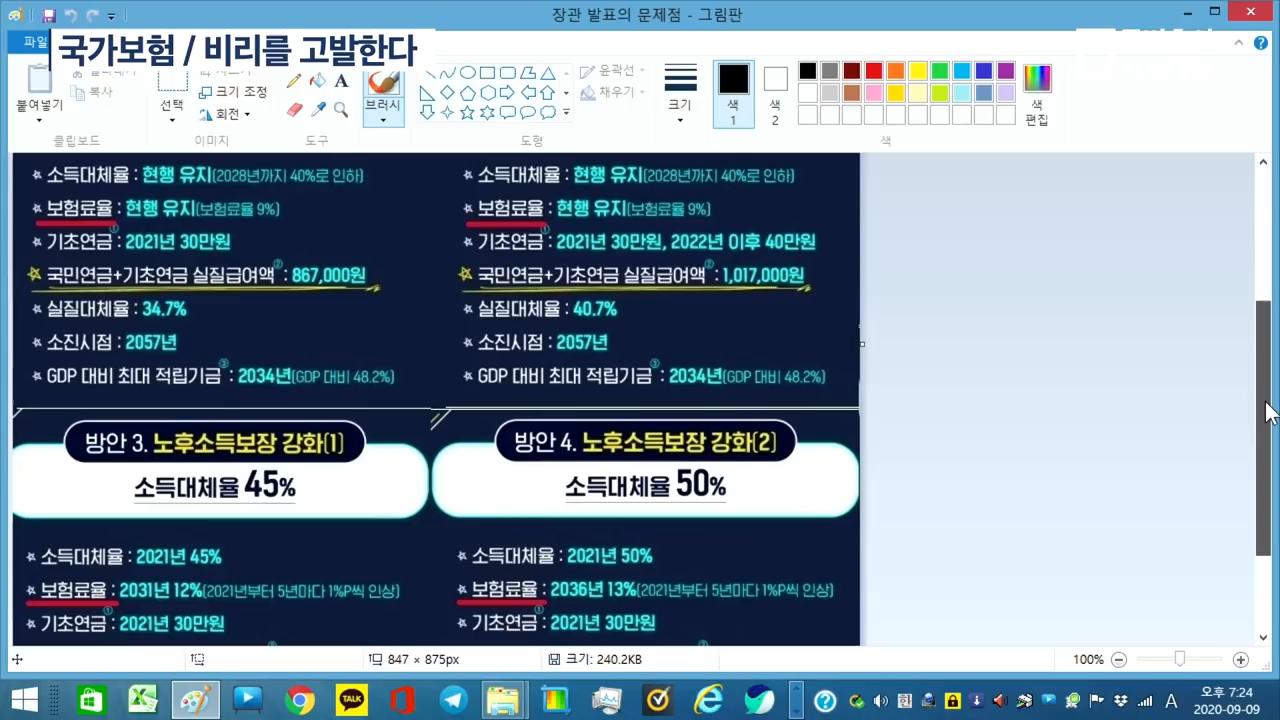 장관 발표의 문제점 - 그림판
국가보험 / 비리를 고발한다
파일
붙여넣기
복사
선택
크기 조정
회전
A
브러시
윤곽선
채우기
크기
색
1
색
2
색
편집
클립보드
이미지
도구
도형
색
소득대체율 : 현행 유지(2028년까지 40%로 인하)
보험료율 : 현행 유지(보험료율 9%)
기초연금① : 2021년 30만원
국민연금+기초연금 실질급여액② : 867,000원
실질대체율 : 34.7%
소진시점 : 2057년
GDP 대비 최대 적립기금③ : 2034년(GDP 대비 48.2%)
소득대체율 : 현행 유지(2028년까지 40%로 인하)
보험료율 : 현행 유지(보험료율 9%)
기초연금① : 2021년 30만원, 2022년 이후 40만원
국민연금+기초연금 실질급여액② : 1,017,000원
실질대체율 : 40.7%
소진시점 : 2057년
GDP 대비 최대 적립기금③ : 2034년(GDP 대비 48.2%)
방안 3. 노후소득보장 강화(1)
소득대체율 45%
소득대체율 : 2021년 45%
보험료율 : 2031년 12%(2021년부터 5년마다 1%P씩 인상)
기초연금① : 2021년 30만원
방안 4. 노후소득보장 강화(2)
소득대체율 50%
소득대체율 : 2021년 50%
보험료율 : 2036년 13%(2021년부터 5년마다 1%P씩 인상)
기초연금① : 2021년 30만원
847 × 875px
크기: 240.2KB
100%
TALK
A
오후 7:24
2020-09-09